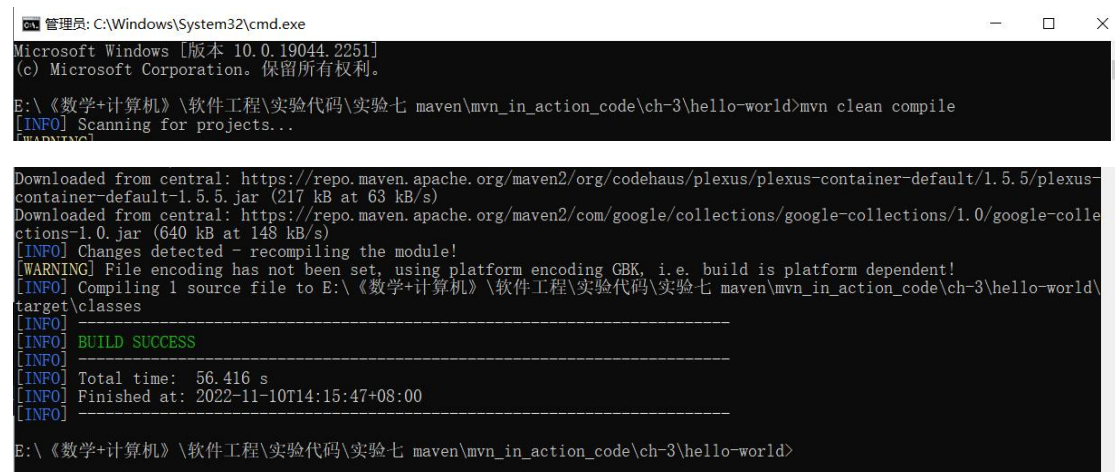 管理员: C:\Windows\System32\cmd.exe
Microsoft Windows [版本 10.0.19044.2251]
(c) Microsoft Corporation。保留所有权利。
E:\《数学+计算机》\软件工程\实验代码\实验七 maven\mvn_in_action_code\ch-3\hello-world>mvn clean compile
[INFO] Scanning for projects...
[WARNING]
Downloaded from central: https://repo.maven.apache.org/maven2/org/codehaus/plexus/plexus-container-default/1.5.5/plexus-
container-default-1.5.5.jar (217 kB at 63 kB/s)
Downloaded from central: https://repo.maven.apache.org/maven2/com/google/collections/google-collections/1.0/google-colle
ctions-1.0.jar (640 kB at 148 kB/s)
[INFO] Changes detected - recompiling the module!
[WARNING] File encoding has not been set, using platform encoding GBK, i.e. build is platform dependent!
[INFO] Compiling 1 source file to E:\《数学+计算机》\软件工程\实验代码\实验七 maven\mvn_in_action_code\ch-3\hello-world\
target\classes
[INFO] ------------------------------------------------------------------------
[INFO] BUILD SUCCESS
[INFO] ------------------------------------------------------------------------
[INFO] Total time:  56.416 s
[INFO] Finished at: 2022-11-10T14:15:47+08:00
[INFO] ------------------------------------------------------------------------
E:\《数学+计算机》\软件工程\实验代码\实验七 maven\mvn_in_action_code\ch-3\hello-world>